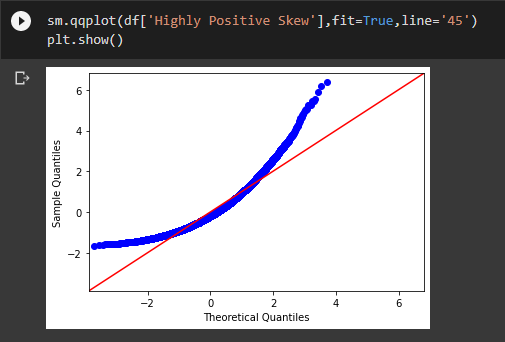 sm.qqplot(df['Highly Positive Skew'],fit=True,line='45')
plt.show()
6
4
2
0
−2
Sample Quantiles
−2
0
2
4
6
Theoretical Quantiles